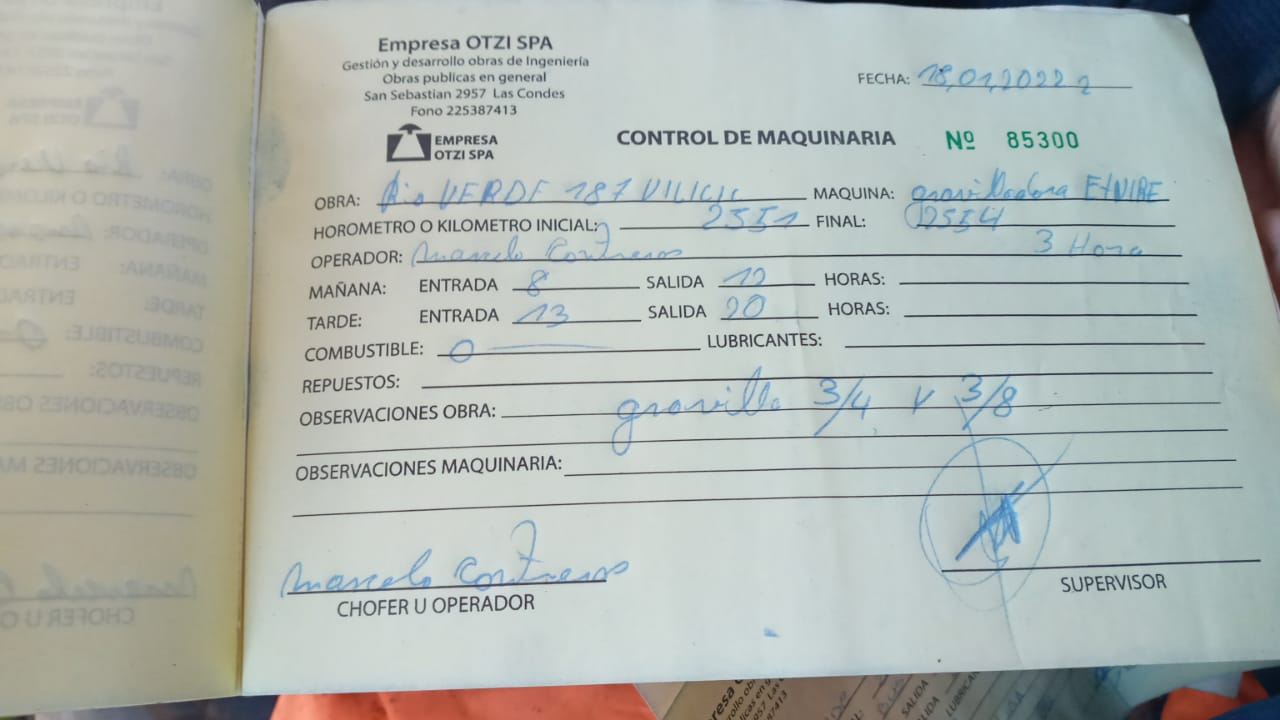 Empresa OTZI SPA
Gestión y desarrollo obras de Ingeniería
Obras publicas en general
San Sebastian 2957 Las Condes
Fono 225387413
FECHA: 18,01,2022
EMPRESA
OTZI SPA
CONTROL DE MAQUINARIA Nº 85300
OBRA: Rio VERDE 187 MAQUINA: gravilladora
HOROMETRO O KILOMETRO INICIAL: 2551 FINAL: 2554
OPERADOR: Marcelo Contreras 3 Hora
MAÑANA: ENTRADA 8 SALIDA 12 HORAS:
TARDE: ENTRADA 13 SALIDA 20 HORAS:
COMBUSTIBLE: 0 LUBRICANTES:
REPUESTOS:
OBSERVACIONES OBRA: gravilla 3/4 y 3/8
OBSERVACIONES MAQUINARIA:
Marcelo Contreras
CHOFER U OPERADOR
SUPERVISOR